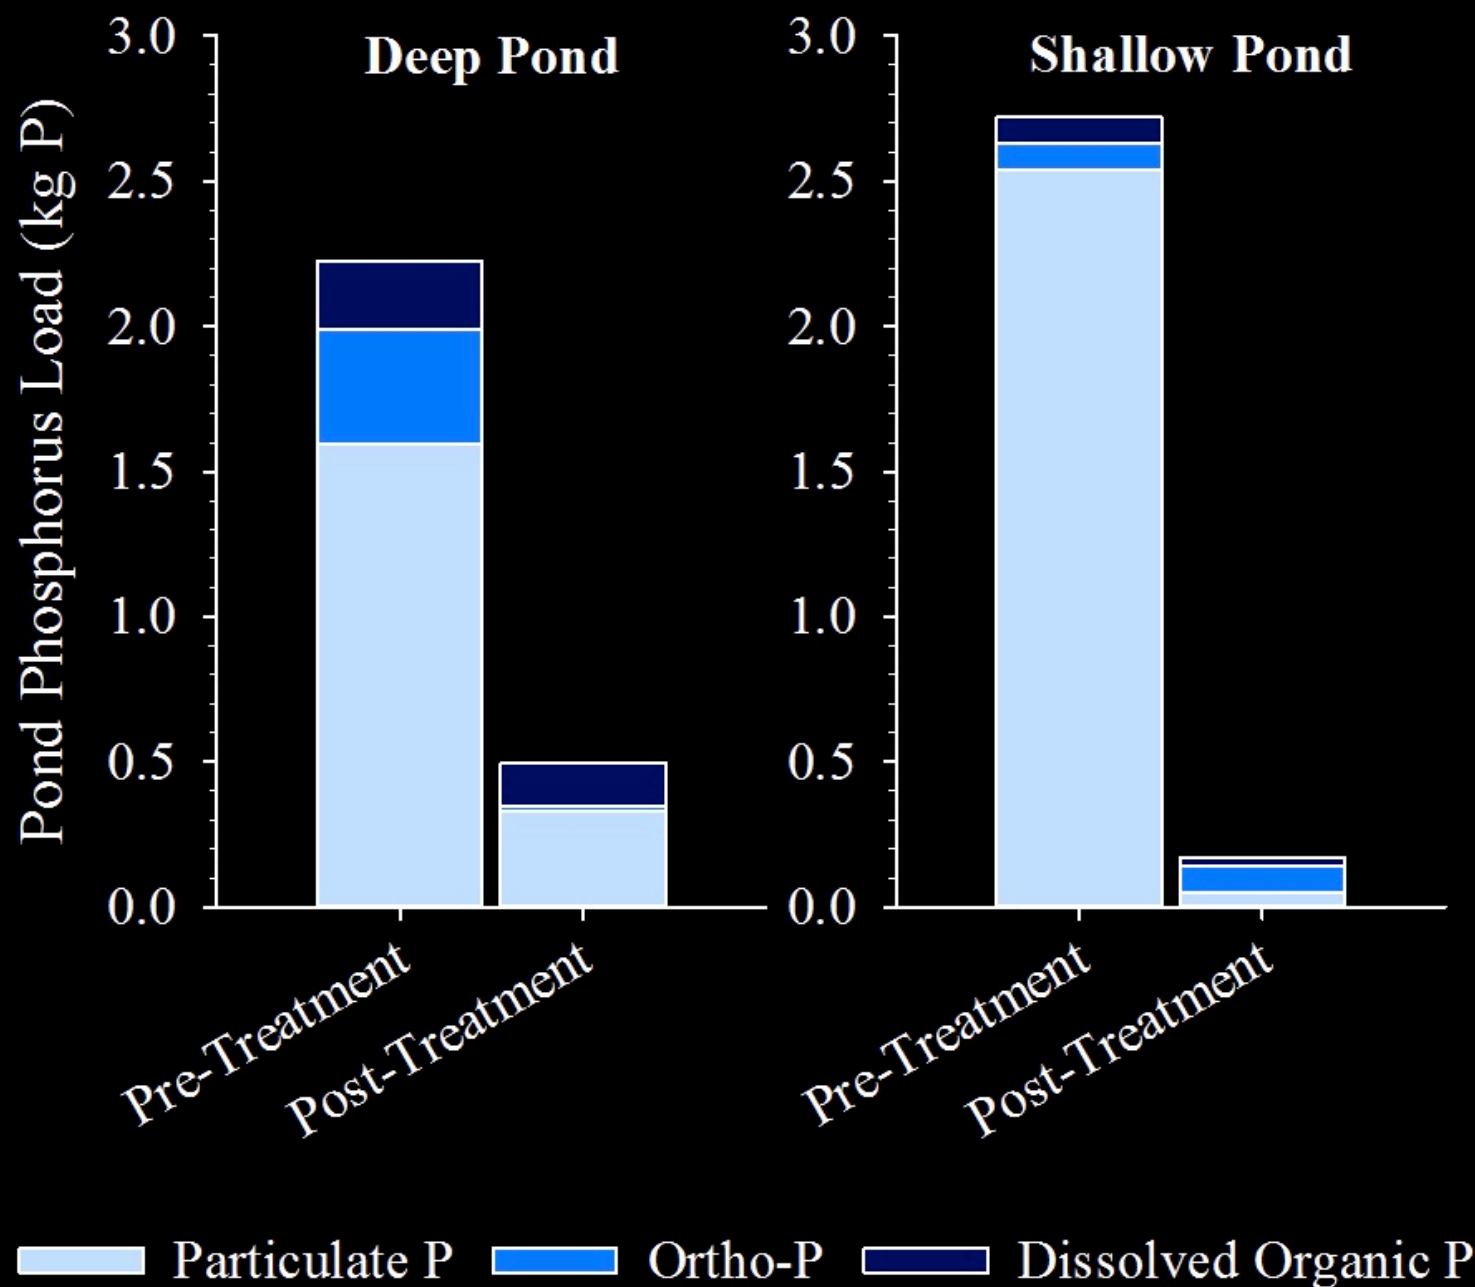 Deep Pond
Shallow Pond
Pond Phosphorus Load (kg P)
3.0
2.5
2.0
1.5
1.0
0.5
0.0
3.0
2.5
2.0
1.5
1.0
0.5
0.0
Pre-Treatment
Post-Treatment
Pre-Treatment
Post-Treatment
Particulate P
Ortho-P
Dissolved Organic P